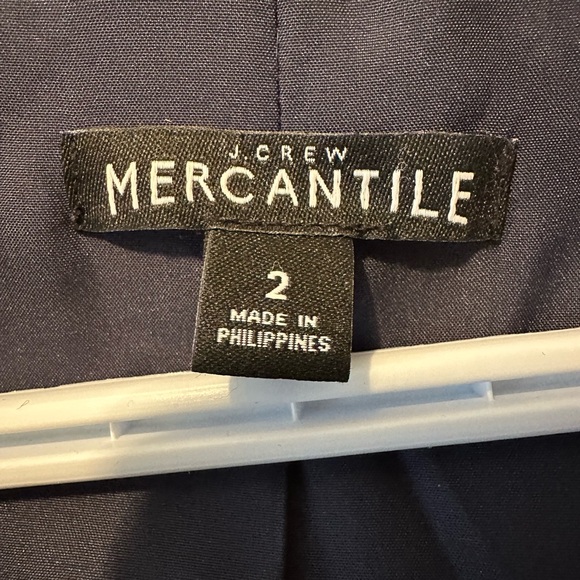 J.CREW
MERCANTILE
2
MADE IN
PHILIPPINES